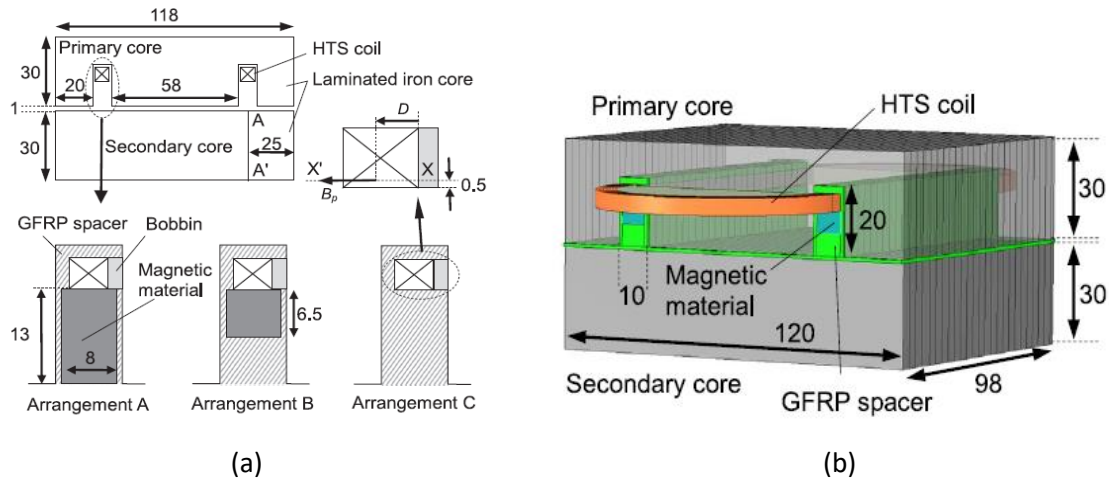 118
Primary core
HTS coil
30
Laminated iron core
20
58
1
D
A
30
Secondary core
25
X'
X
A'
0.5
Bp
GFRP spacer
Bobbin
Magnetic material
13
6.5
8
Arrangement A
Arrangement B
Arrangement C
(a)
Primary core
HTS coil
30
20
Magnetic
material
10
30
120
Secondary core
GFRP spacer
98
(b)